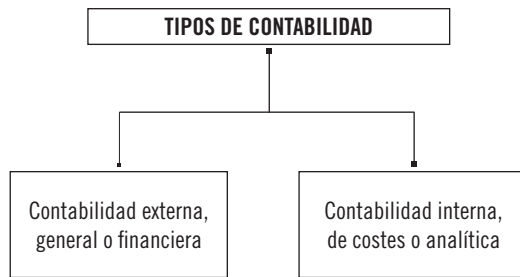 TIPOS DE CONTABILIDAD
Contabilidad externa,
general o financiera
Contabilidad interna,
de costes o analítica